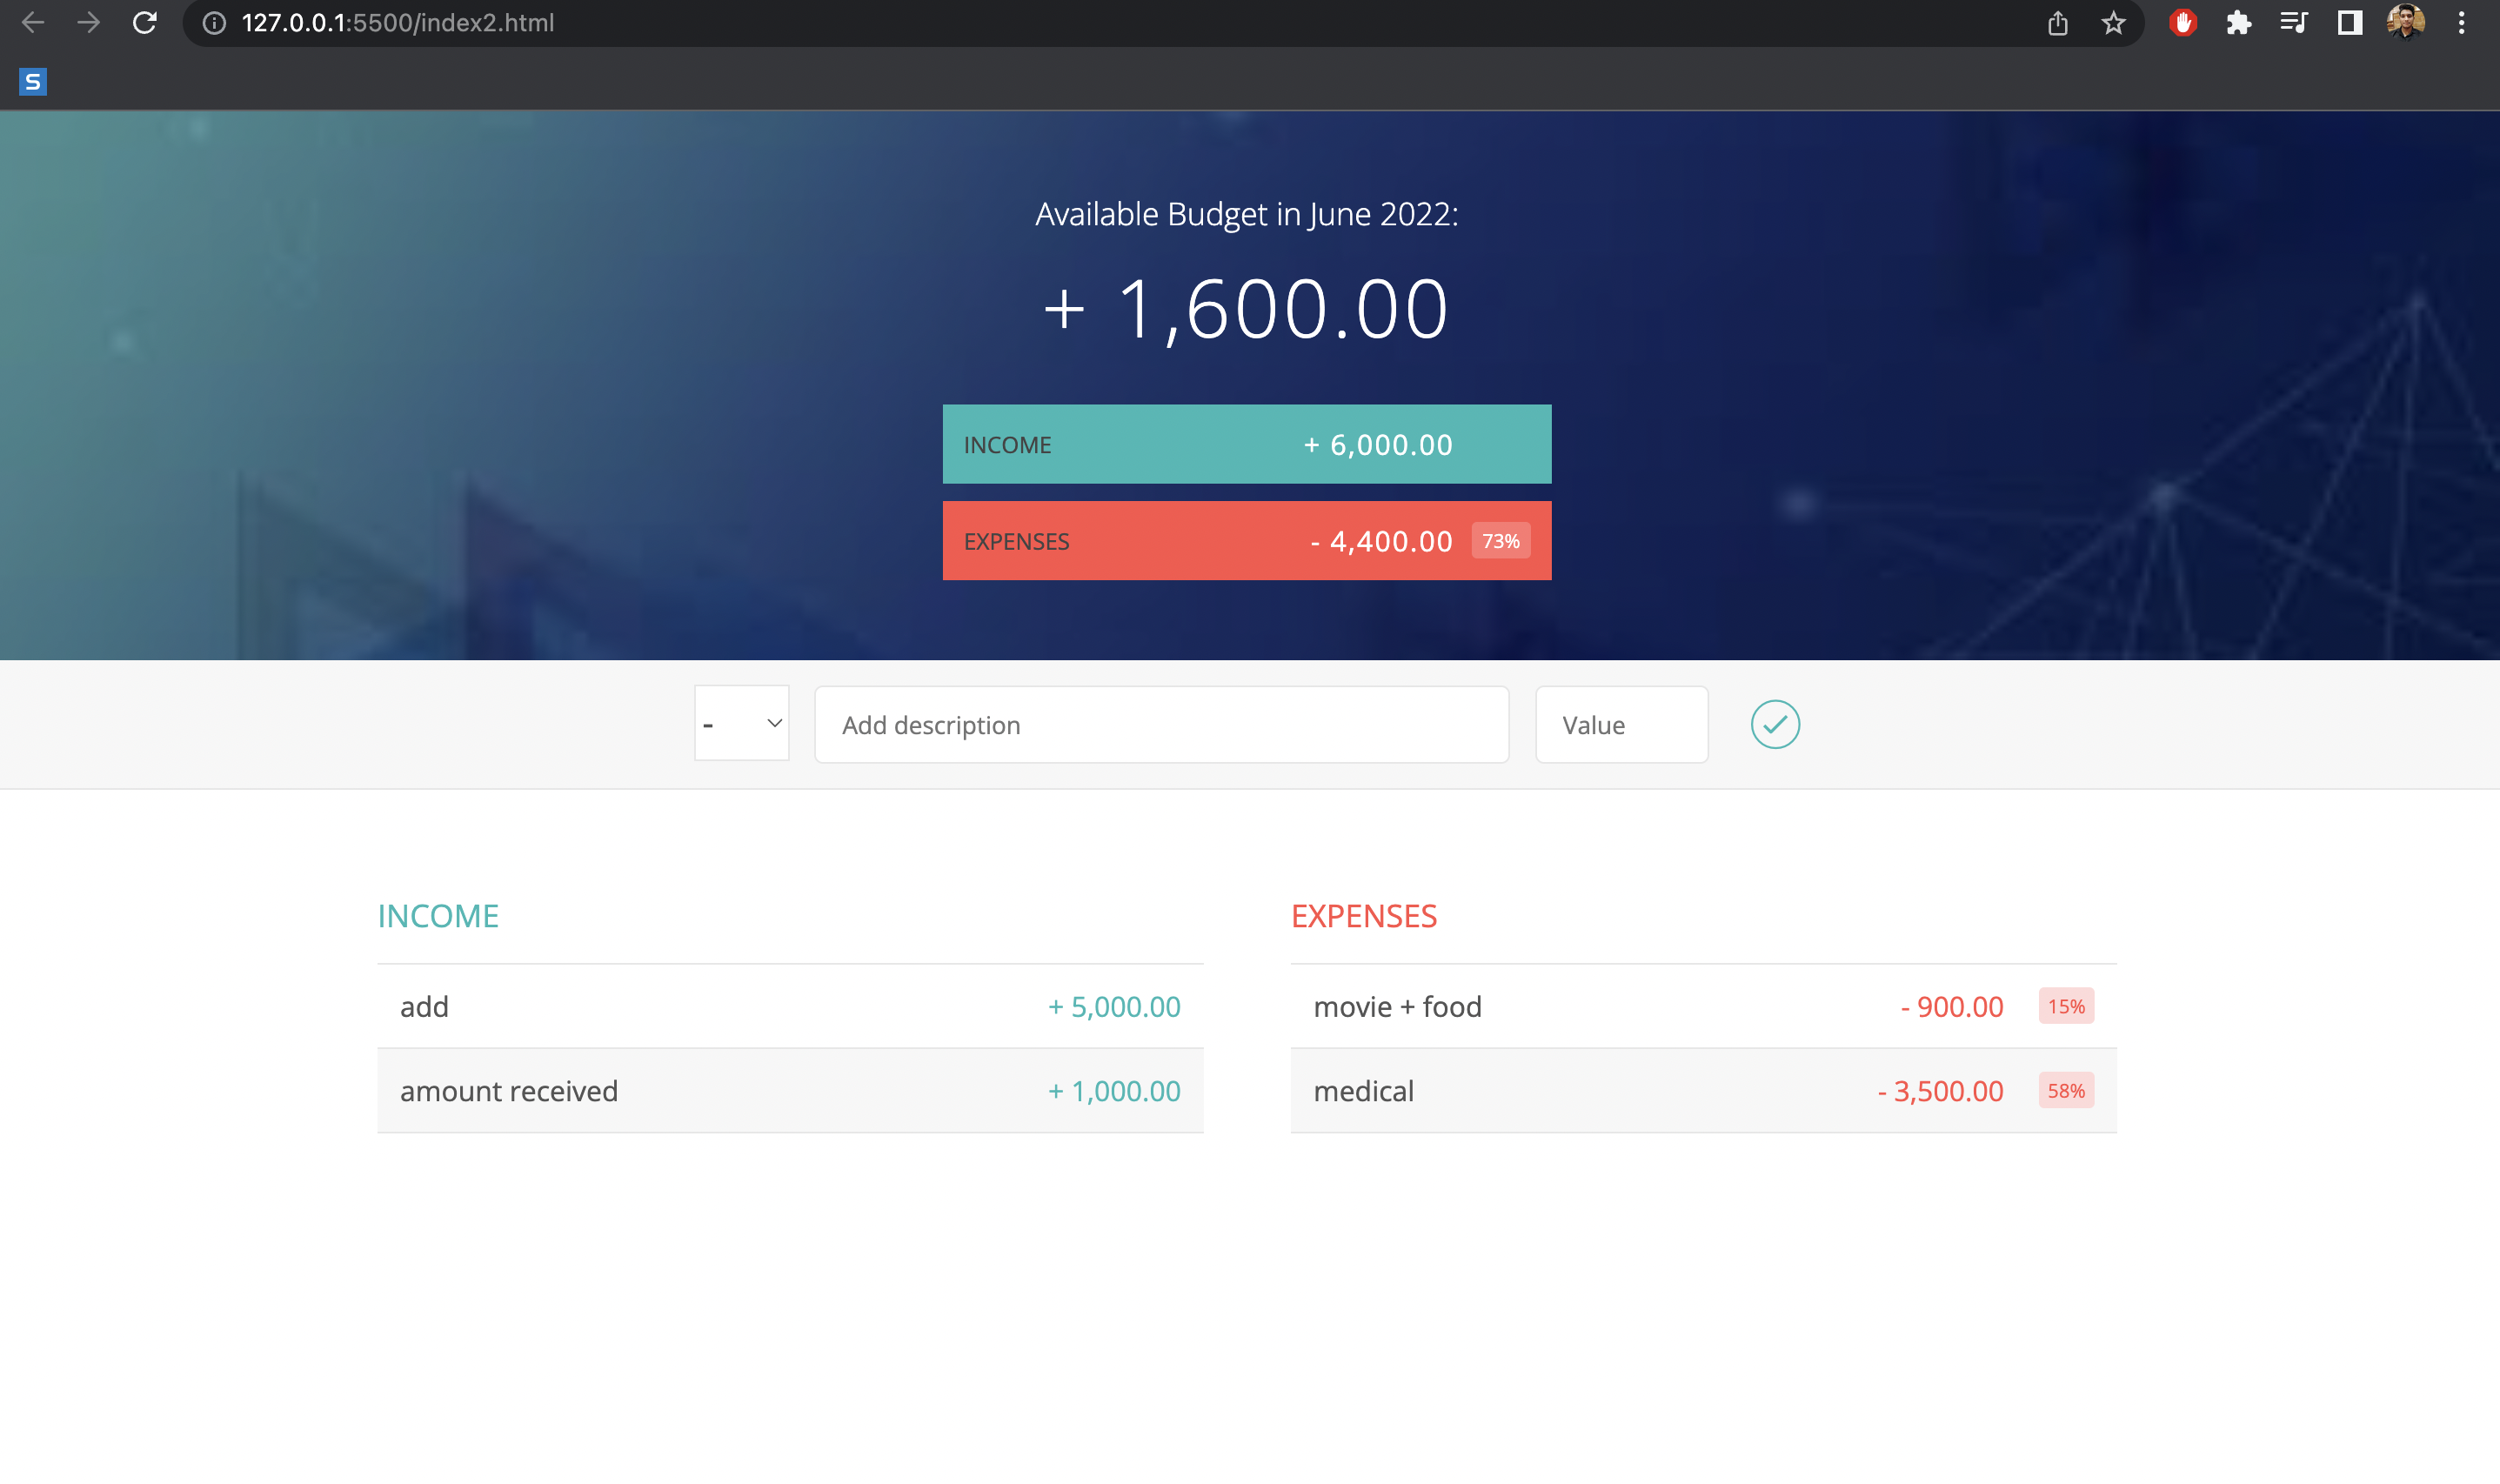 127.0.0.1:5500/index2.html
S
Available Budget in June 2022:
+ 1,600.00
INCOME + 6,000.00
EXPENSES - 4,400.00 73%
- Add description Value
INCOME
add + 5,000.00
amount received + 1,000.00
EXPENSES
movie + food - 900.00 15%
medical - 3,500.00 58%